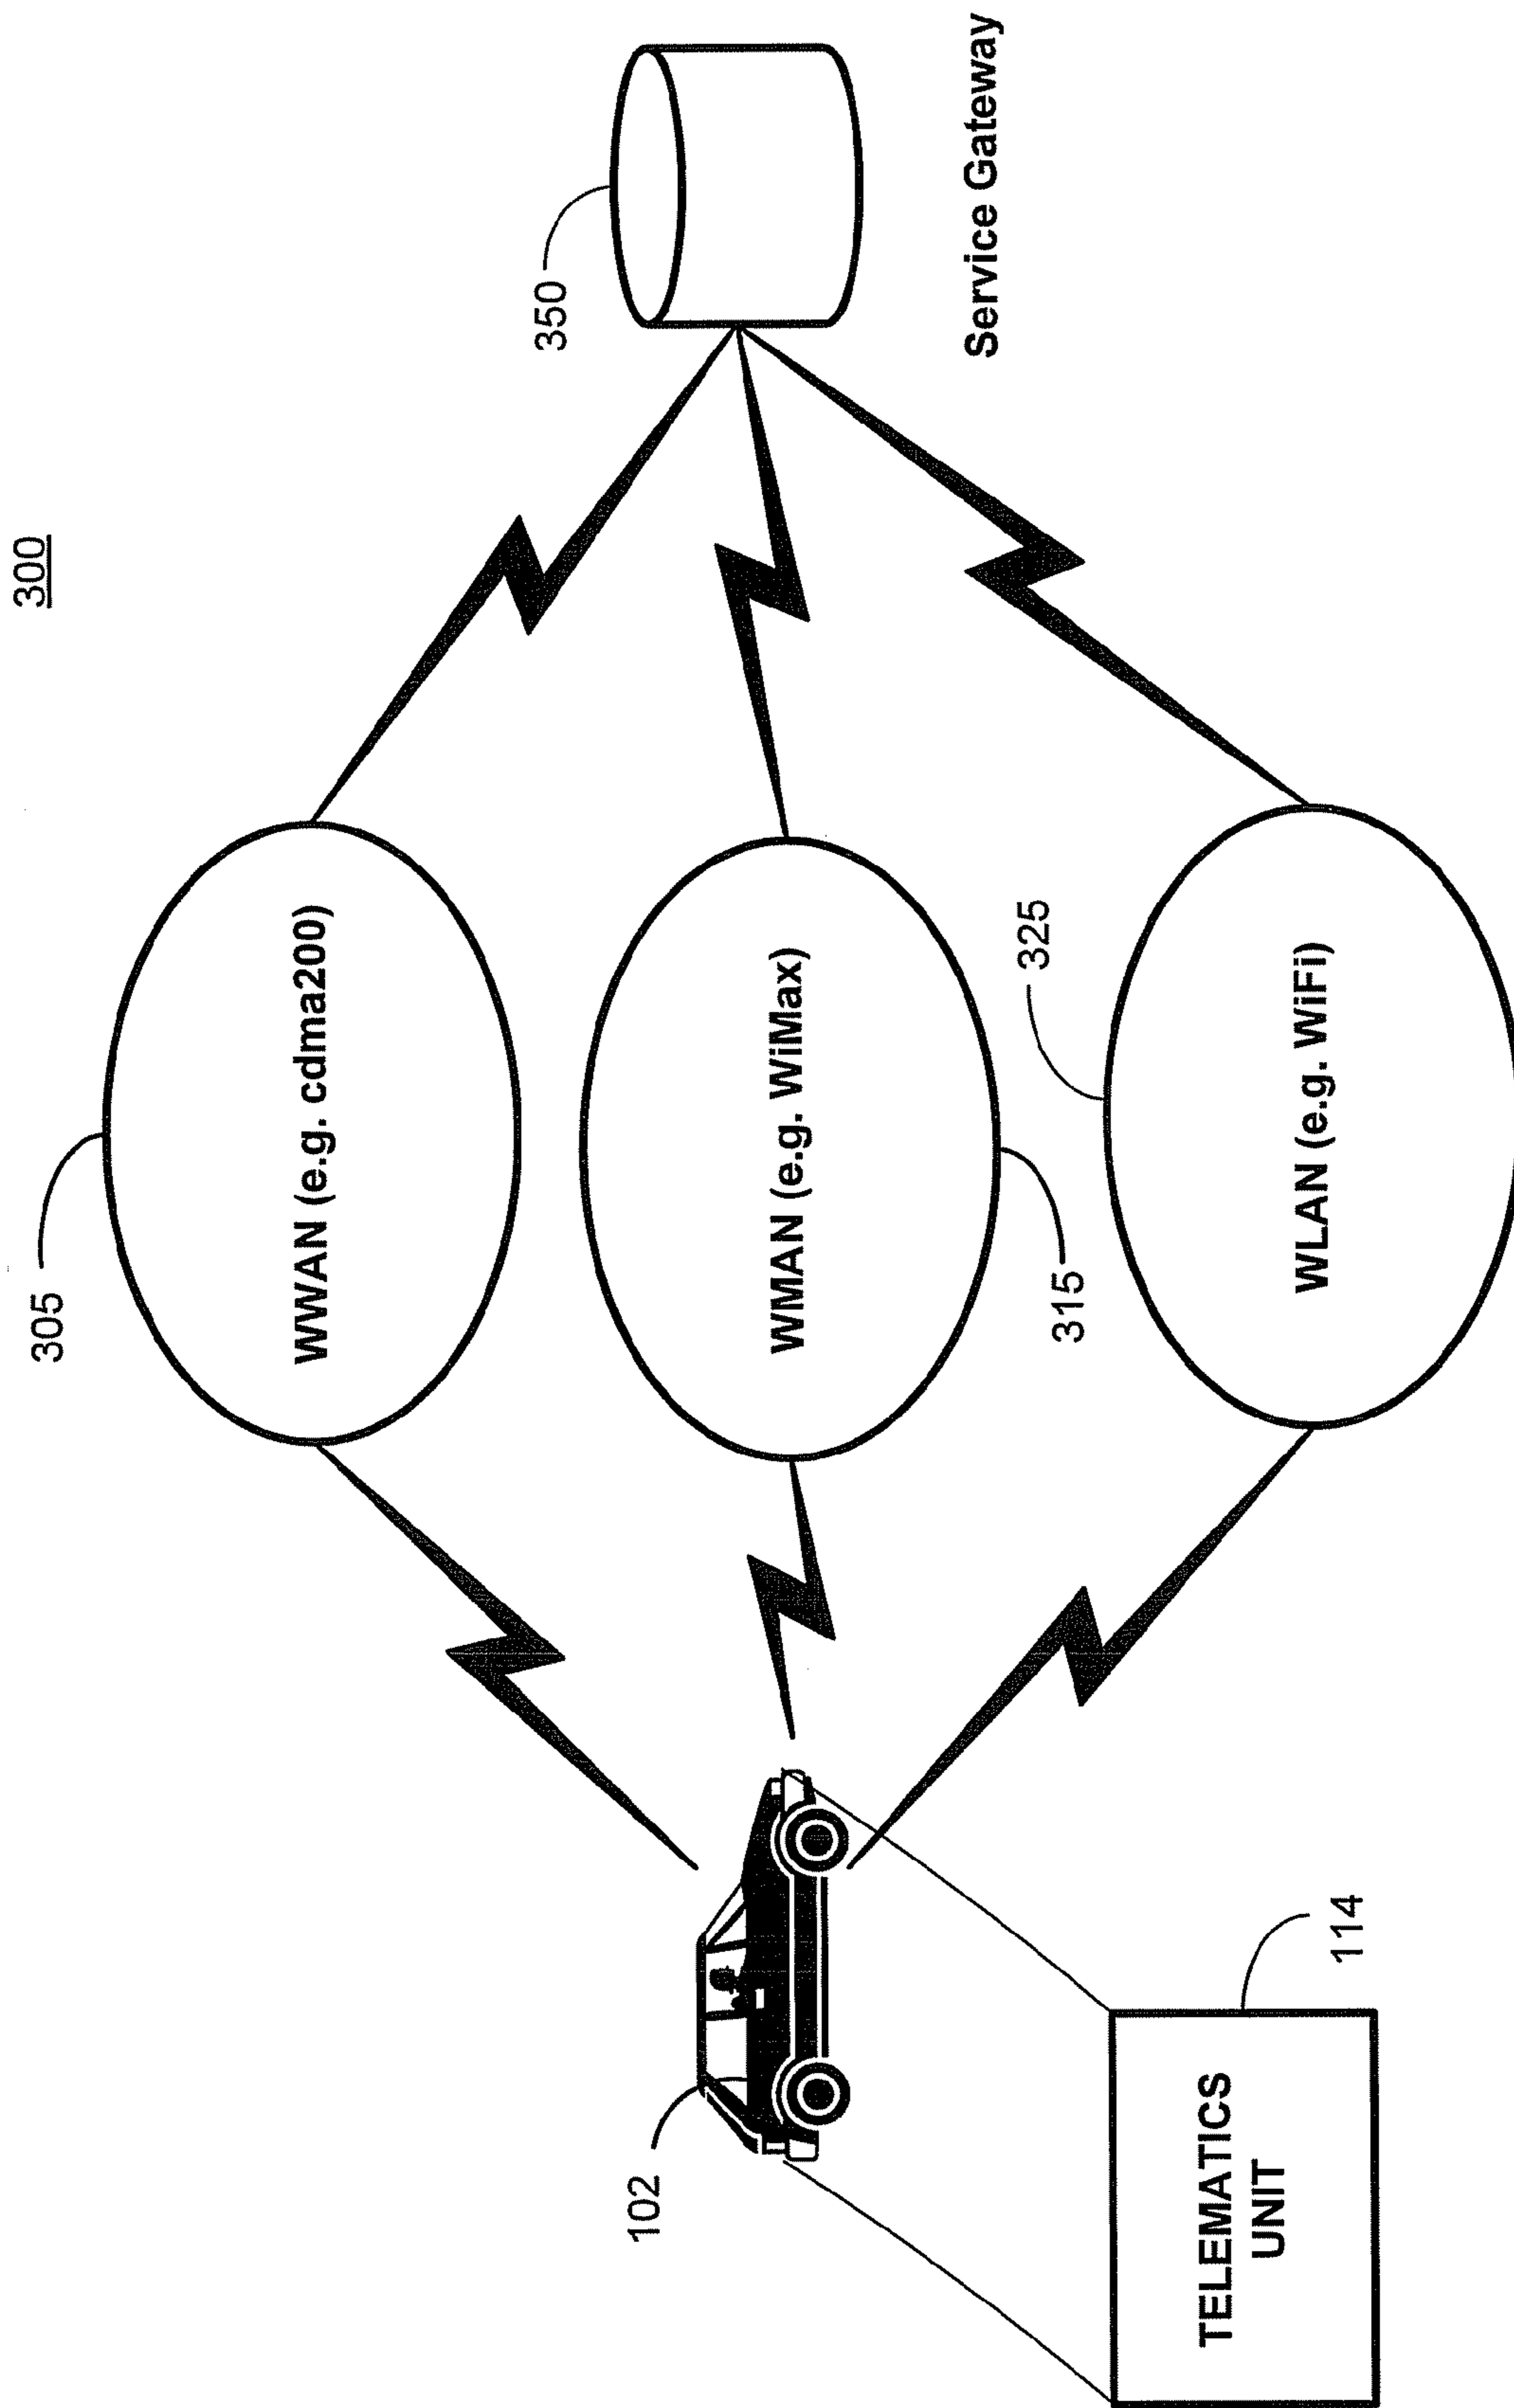 300
305
WWAN (e.g. cdma200)
350
Service Gateway
102
WMAN (e.g. WiMax)
315
325
WLAN (e.g. WiFi)
TELEMATICS
UNIT
114